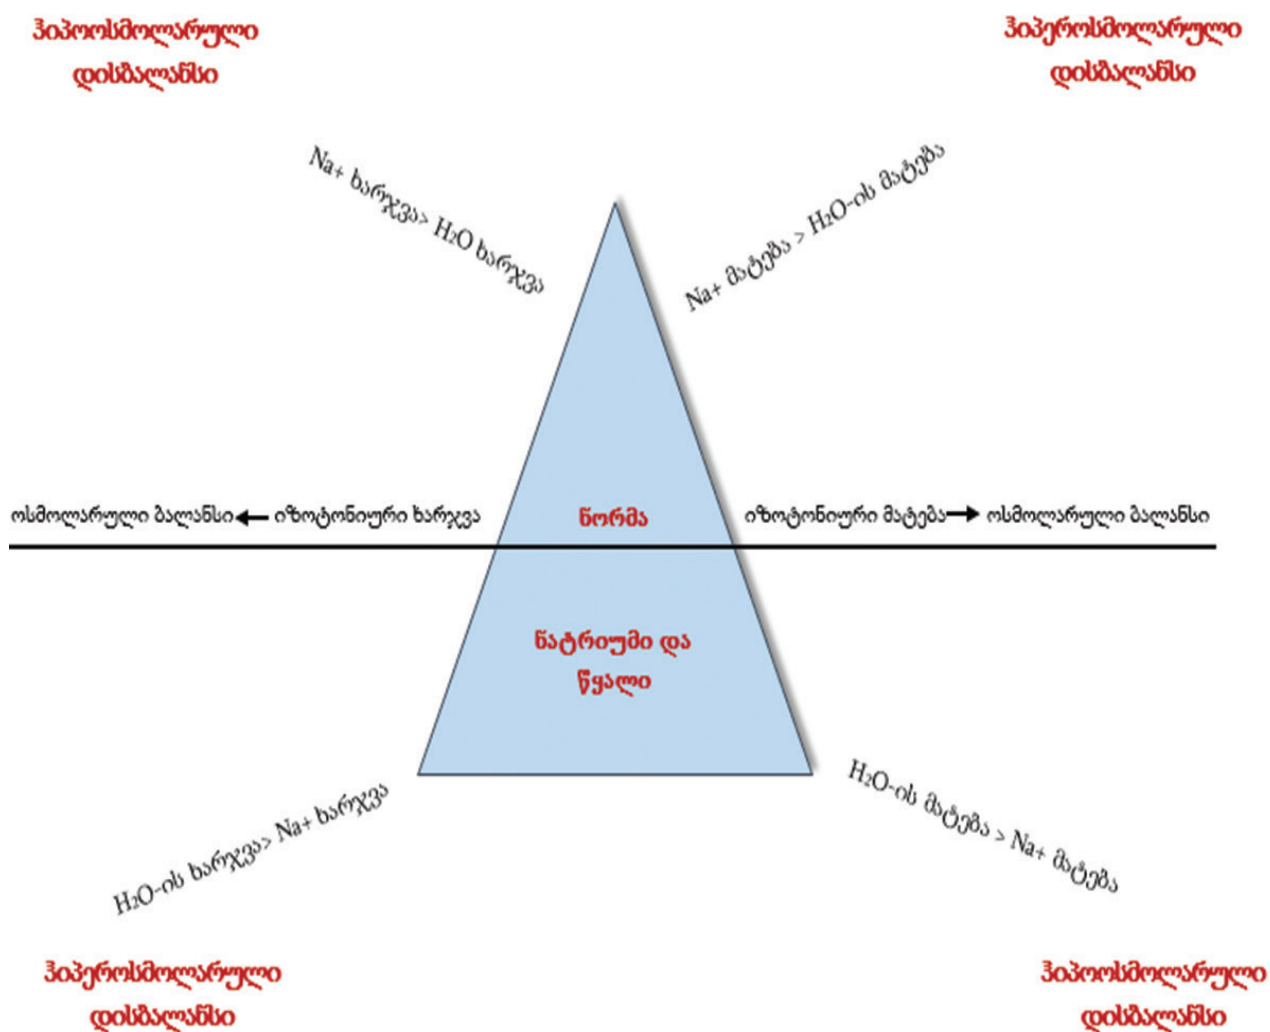 ჰიპოოსმოლარული
დისბალანსი
ჰიპეროსმოლარული
დისბალანსი
Na+ ხარჯვა> H₂O ხარჯვა
Na+ მატება > H₂O-ის მატება
ოსმოლარული ბალანსი ← იზოტონიური ხარჯვა
ნორმა
იზოტონიური მატება → ოსმოლარული ბალანსი
ნატრიუმი და
წყალი
H₂O-ის ხარჯვა> Na+ ხარჯვა
H₂O-ის მატება > Na+ მატება
ჰიპეროსმოლარული
დისბალანსი
ჰიპოოსმოლარული
დისბალანსი